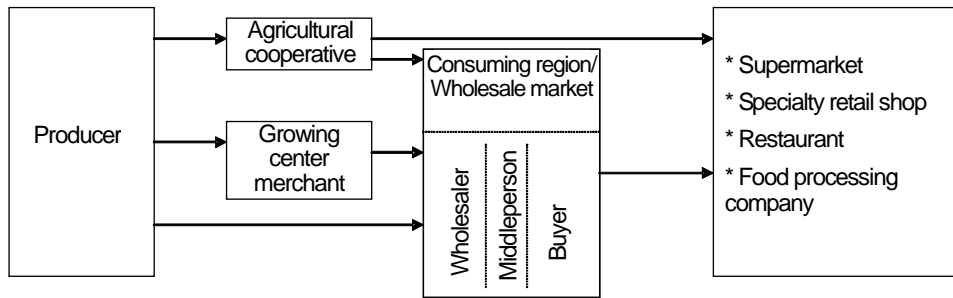 Producer
Agricultural
cooperative
Growing
center
merchant
Consuming region/
Wholesale market
Wholesaler
Middleperson
Buyer
* Supermarket
* Specialty retail shop
* Restaurant
* Food processing
company